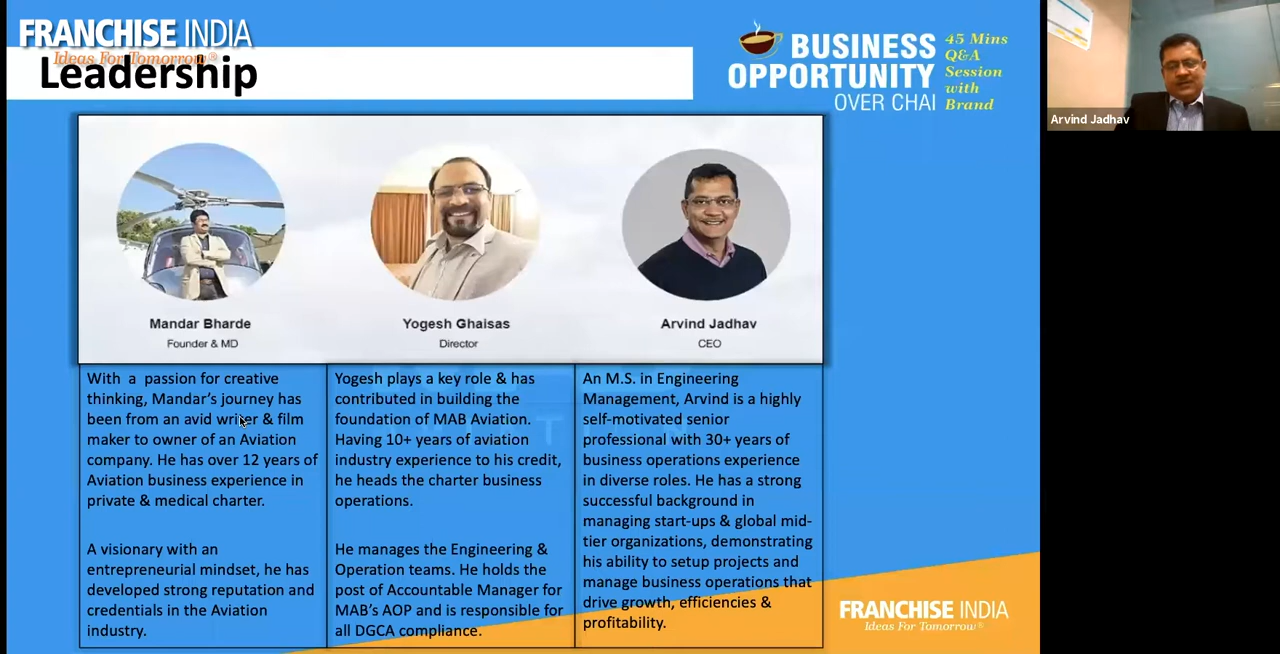 FRANCHISE INDIA
Ideas For Tomorrow®
Leadership
BUSINESS
OPPORTUNITY
OVER CHAI
45 Mins
Q&A
Session
with
Brand
Arvind Jadhav
Mandar Bharde
Founder & MD
Yogesh Ghaisas
Director
Arvind Jadhav
CEO
With a passion for creative
thinking, Mandar's journey has
been from an avid writer & film
maker to owner of an Aviation
company. He has over 12 years of
Aviation business experience in
private & medical charter.
A visionary with an
entrepreneurial mindset, he has
developed strong reputation and
credentials in the Aviation
industry.
Yogesh plays a key role & has
contributed in building the
foundation of MAB Aviation.
Having 10+ years of aviation
industry experience to his credit,
he heads the charter business
operations.
He manages the Engineering &
Operation teams. He holds the
post of Accountable Manager for
MAB's AOP and is responsible for
all DGCA compliance.
An M.S. in Engineering
Management, Arvind is a highly
self-motivated senior
professional with 30+ years of
business operations experience
in diverse roles. He has a strong
successful background in
managing start-ups & global mid-
tier organizations, demonstrating
his ability to setup projects and
manage business operations that
drive growth, efficiencies &
profitability.
FRANCHISE INDIA
Ideas For Tomorrow®